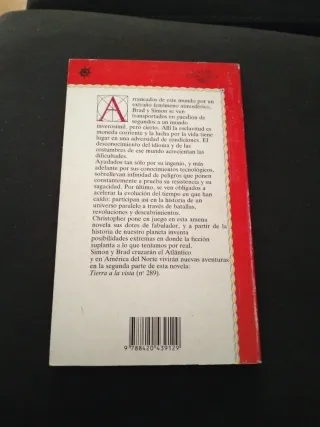 Arrancados de este mundo por un
extraño fenómeno atmosférico,
Brad y Simon se ven
transportados en pocos
segundos a un mundo
inverosímil, pero cierto. Allí la esclavitud es
moneda corriente y la lucha por la vida tiene
lugar en una adversidad de condiciones. El
desconocimiento del idioma y de las
costumbres de ese mundo acrecientan las
dificultades.
Ayudados tan sólo por su ingenio, y más
adelante por sus conocimientos tecnológicos,
sobrellevan infinidad de peligros que ponen
constantemente a prueba su resistencia y su
sagacidad. Por último, se ven obligados a
acelerar la evolución del tiempo en que han
caído: participan así en la historia de un
universo paralelo a través de batallas,
revoluciones y descubrimientos.
Christopher pone en juego en esta amena
novela sus dotes de fabulador, y a partir de la
historia de nuestro planeta inventa
posibilidades extremas en donde la ficción
suplanta a lo que teníamos por real.
Simon y Brad cruzarán el Atlántico
y en América del Norte vivirán nuevas aventuras
en la segunda parte de esta novela:
Tierra a la vista (nº 289).
9 788420 439129